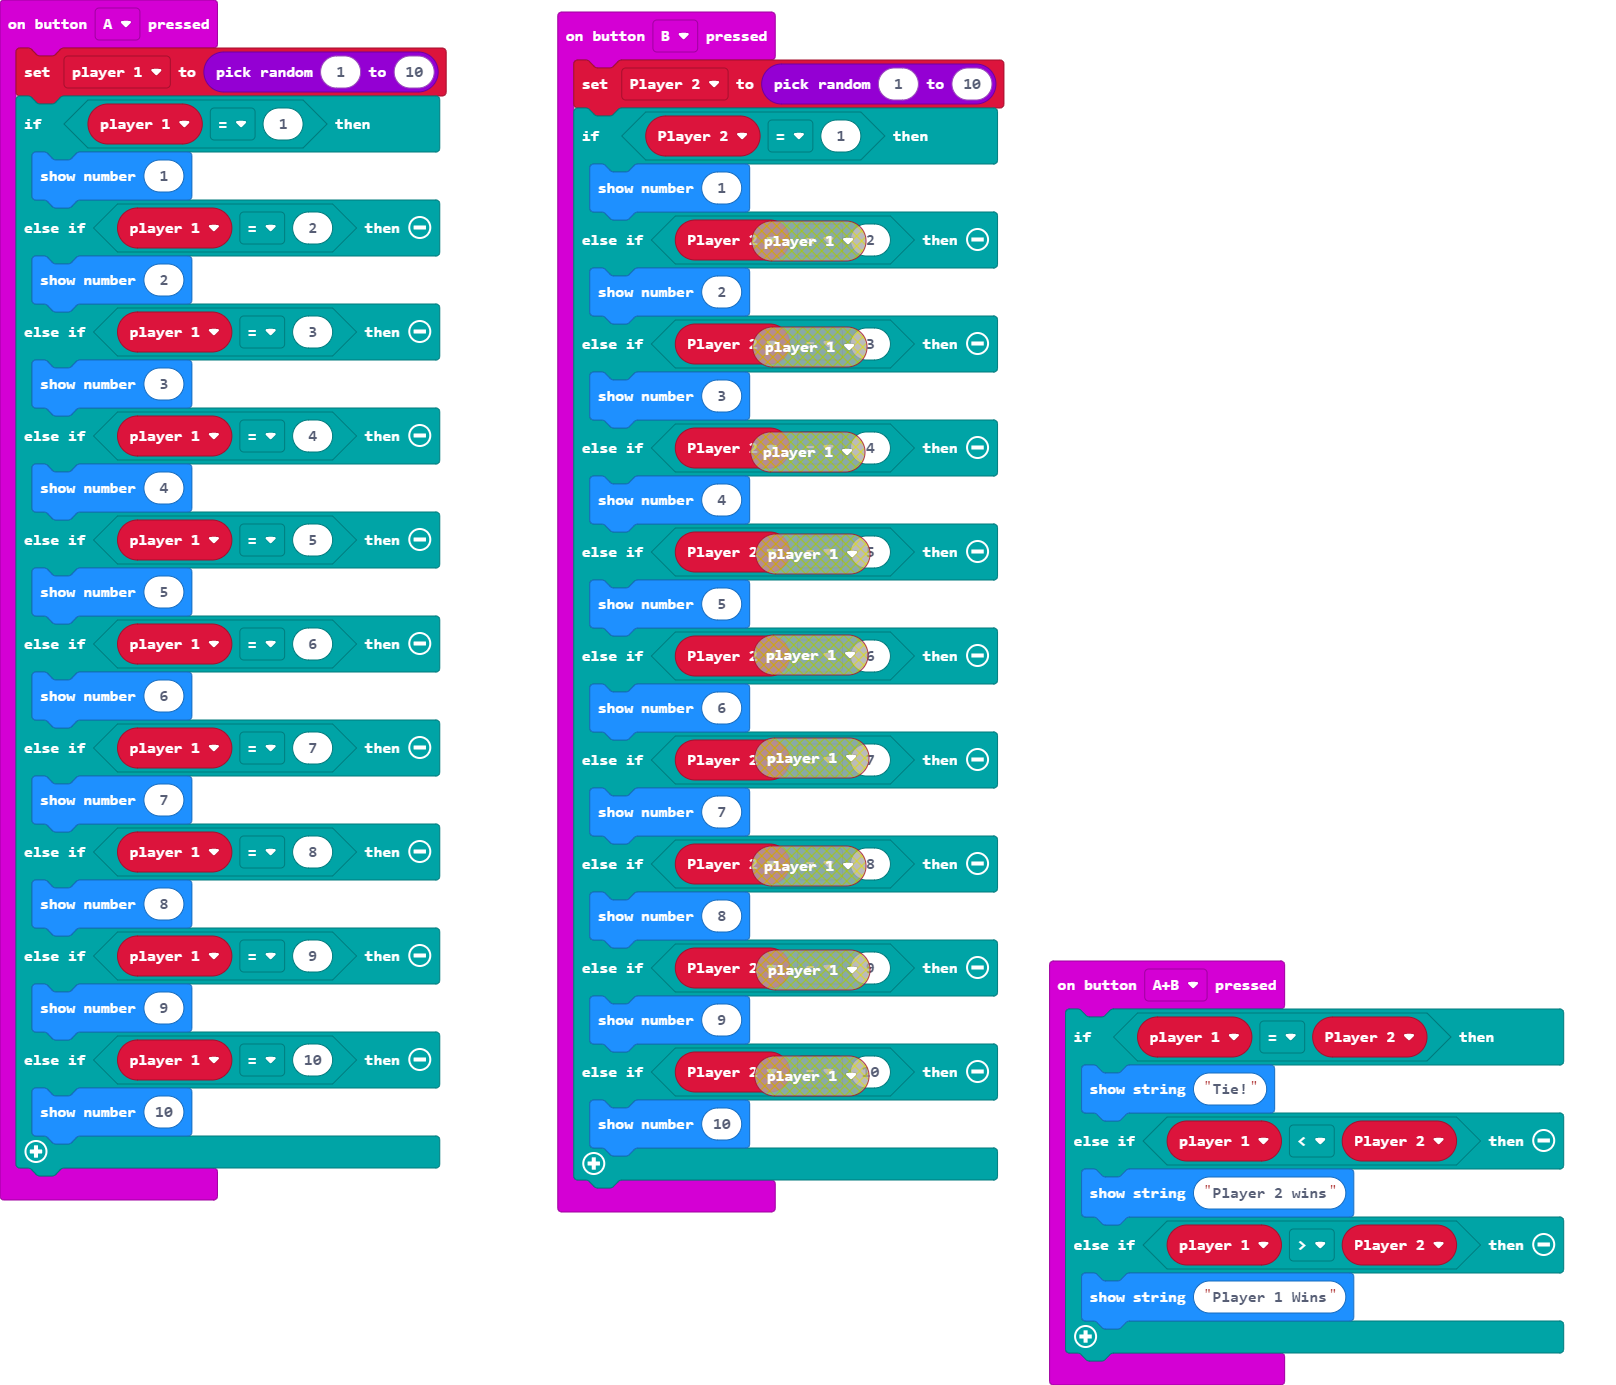 on button A pressed
set player 1 to pick random 1 to 10
if player 1 = 1 then
show number 1
else if player 1 = 2 then
show number 2
else if player 1 = 3 then
show number 3
else if player 1 = 4 then
show number 4
else if player 1 = 5 then
show number 5
else if player 1 = 6 then
show number 6
else if player 1 = 7 then
show number 7
else if player 1 = 8 then
show number 8
else if player 1 = 9 then
show number 9
else if player 1 = 10 then
show number 10
on button B pressed
set Player 2 to pick random 1 to 10
if Player 2 = 1 then
show number 1
else if Player 2 player 1 2 then
show number 2
else if Player 2 player 1 3 then
show number 3
else if Player 2 player 1 4 then
show number 4
else if Player 2 player 1 5 then
show number 5
else if Player 2 player 1 6 then
show number 6
else if Player 2 player 1 7 then
show number 7
else if Player 2 player 1 8 then
show number 8
else if Player 2 player 1 9 then
show number 9
else if Player 2 player 1 10 then
show number 10
on button A+B pressed
if player 1 = Player 2 then
show string "Tie!"
else if player 1 < Player 2 then
show string "Player 2 wins"
else if player 1 > Player 2 then
show string "Player 1 Wins"